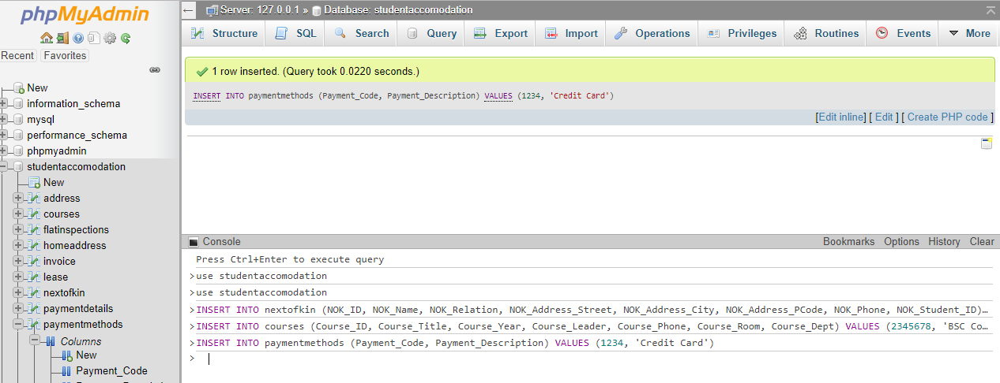 phpMyAdmin
Recent Favorites
New
information_schema
mysql
performance_schema
phpmyadmin
studentaccomodation
New
address
courses
flatinspections
homeaddress
invoice
lease
nextofkin
paymentdetails
paymentmethods
Columns
New
Payment_Code
Server: 127.0.0.1 » Database: studentaccomodation
Structure SQL Search Query Export Import Operations Privileges Routines Events More
1 row inserted. (Query took 0.0220 seconds.)
INSERT INTO paymentmethods (Payment_Code, Payment_Description) VALUES (1234, 'Credit Card')
[Edit inline] [ Edit ] [ Create PHP code ]
Console Bookmarks Options History Clear
Press Ctrl+Enter to execute query
>use studentaccomodation
>use studentaccomodation
>INSERT INTO nextofkin (NOK_ID, NOK_Name, NOK_Relation, NOK_Address_Street, NOK_Address_City, NOK_Address_PCode, NOK_Phone, NOK_Student_ID)…
>INSERT INTO courses (Course_ID, Course_Title, Course_Year, Course_Leader, Course_Phone, Course_Room, Course_Dept) VALUES (2345678, 'BSC Co…
>INSERT INTO paymentmethods (Payment_Code, Payment_Description) VALUES (1234, 'Credit Card')
>